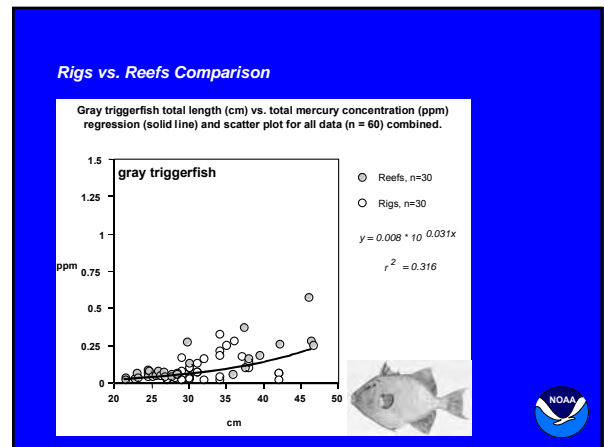 Rigs vs. Reefs Comparison
Gray triggerfish total length (cm) vs. total mercury concentration (ppm)
regression (solid line) and scatter plot for all data (n = 60) combined.
1.5
gray triggerfish
Reefs, n=30
1.25
Rigs, n=30
1
y = 0.008 * 10 0.031x
r 2 = 0.316
ppm
0.75
0.5
0.25
0
20 25 30 35 40 45 50
cm
NOAA